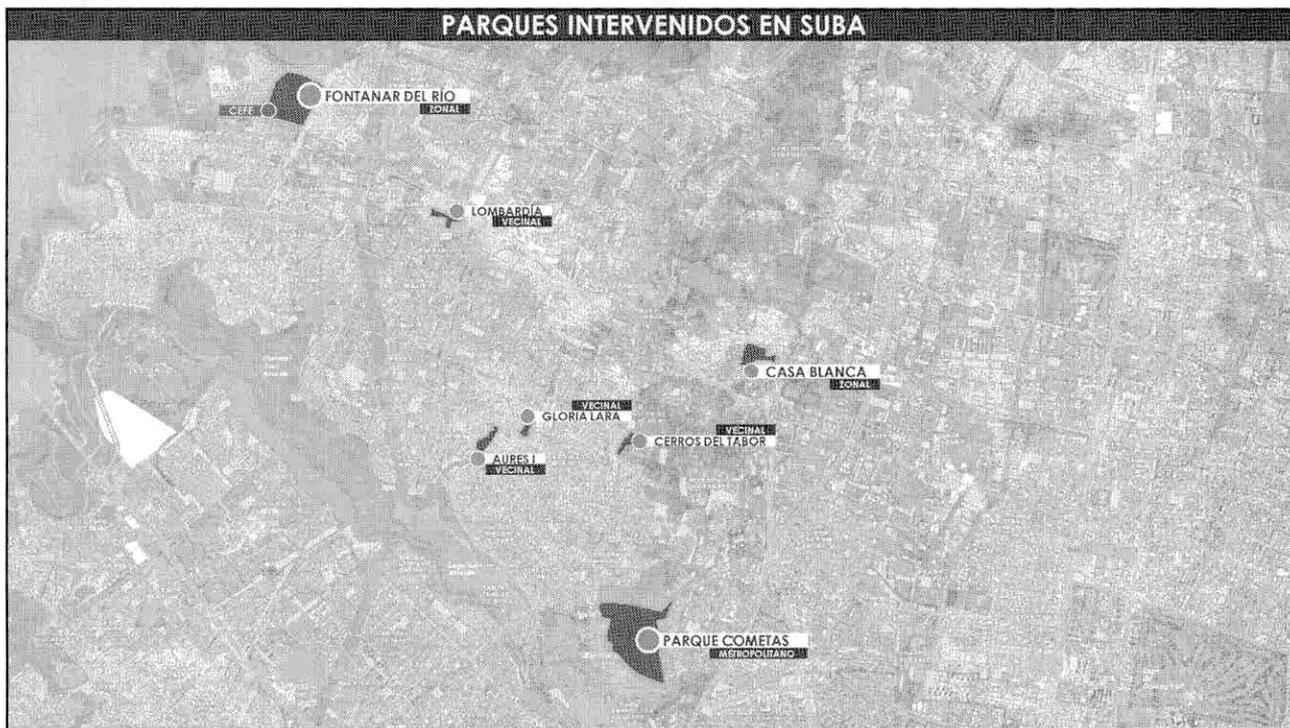 PARQUES INTERVENIDOS EN SUBA
FONTANAR DEL RÍO
CEFE
ZONAL
LOMBARDÍA
VECINAL
CASA BLANCA
ZONAL
VECINAL
GLORIA LARA
VECINAL
CERROS DEL TABOR
AURES I
VECINAL
PARQUE COMETAS
METROPOLITANO